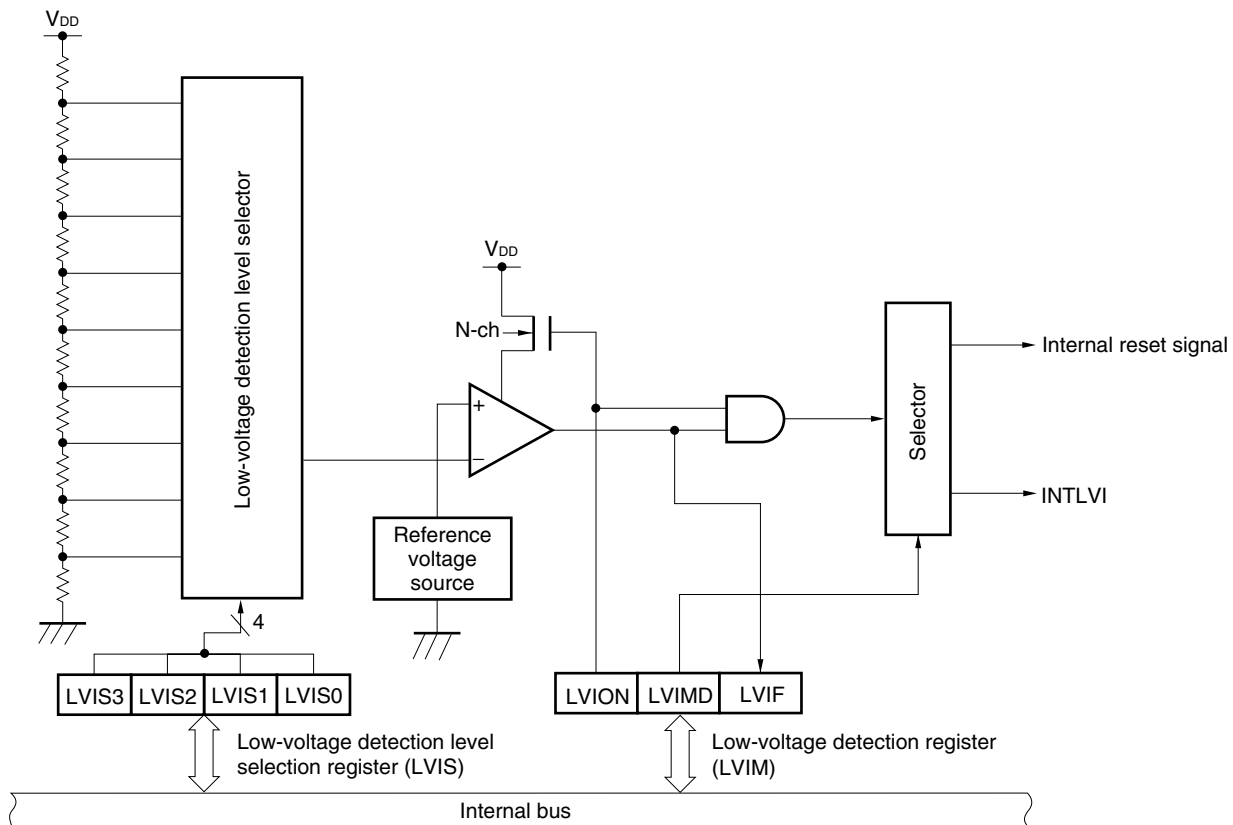 VDD
Low-voltage detection level selector
VDD
N-ch
+
−
Reference
voltage
source
Selector
Internal reset signal
INTLVI
4
LVIS3 LVIS2 LVIS1 LVIS0
LVION LVIMD LVIF
Low-voltage detection level
selection register (LVIS)
Low-voltage detection register
(LVIM)
Internal bus